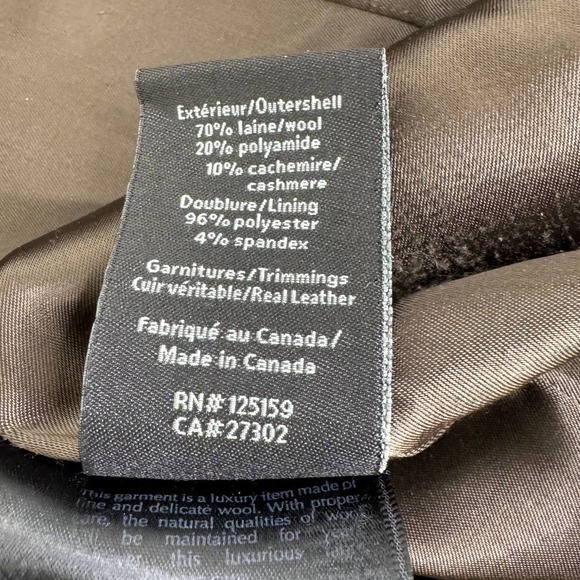 Extérieur/Outershell
70% laine/wool
20% polyamide
10% cachemire/
cashmere
Doublure/Lining
96% polyester
4% spandex
Garnitures/Trimmings
Cuir véritable/Real Leather
Fabriqué au Canada/
Made in Canada
RN# 125159
CA# 27302
This garment is a luxury item made of
and delicate wool. With proper
the natural qualities of wool
be maintained for
this luxurious